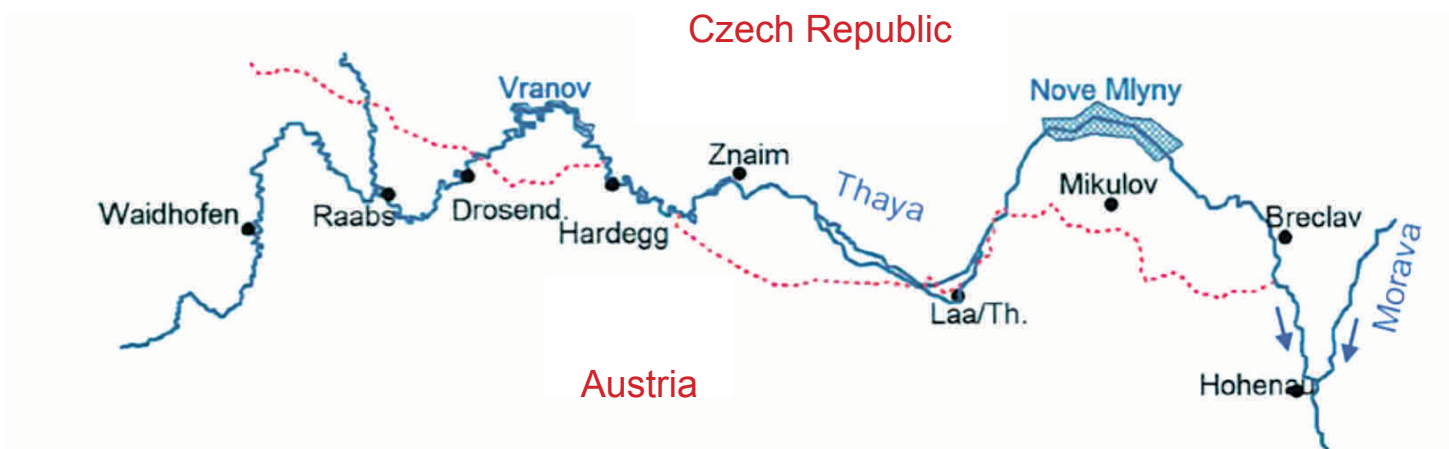 Czech Republic
Vranov
Nove Mlyny
Znaim
Thaya
Mikulov
Waidhofen
Raabs
Drosend.
Hardegg
Breclav
Morava
Laa/Th.
Austria
Hohenau